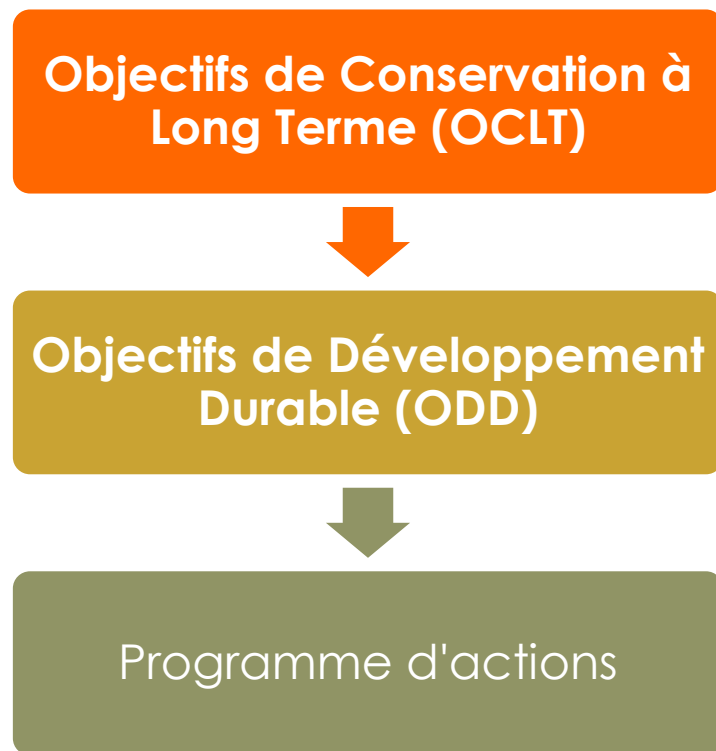 Objectifs de Conservation à
Long Terme (OCLT)
Objectifs de Développement
Durable (ODD)
Programme d'actions